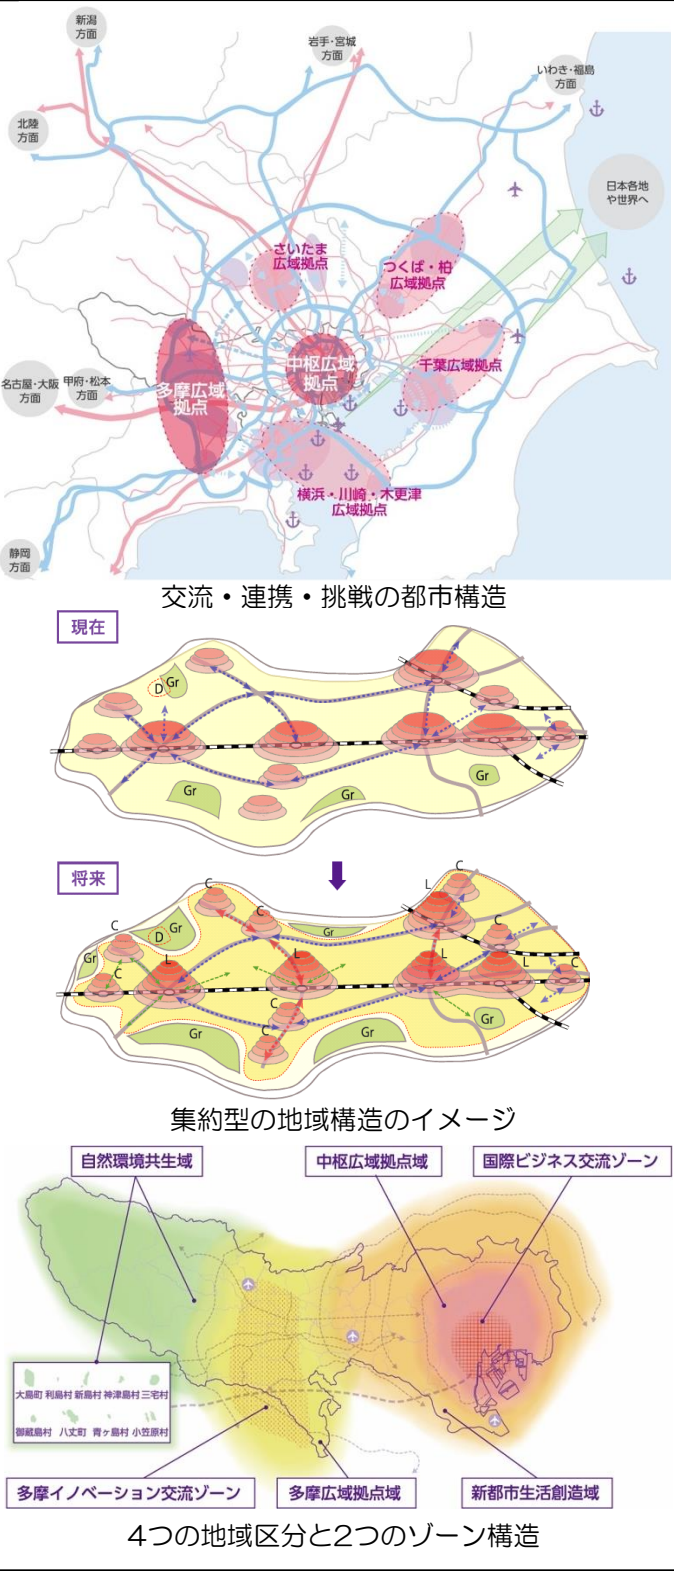 新潟
方面
岩手・宮城
方面
いわき・福島
方面
北陸
方面
日本各地
や世界へ
さいたま
広域拠点
つくば・柏
広域拠点
中枢広域
拠点
千葉広域拠点
多摩広域
拠点
名古屋・大阪
方面
甲府・松本
方面
横浜・川崎・木更津
広域拠点
静岡
方面
交流・連携・挑戦の都市構造
現在
D
Gr
Gr
Gr
Gr
将来
C
C
L
C
C
C
Gr
D
Gr
Gr
C
L
L
L
L
C
C
C
Gr
Gr
Gr
集約型の地域構造のイメージ
自然環境共生域
中枢広域拠点域
国際ビジネス交流ゾーン
大島町 利島村 新島村 神津島村 三宅村
御蔵島村 八丈町 青ヶ島村 小笠原村
多摩イノベーション交流ゾーン
多摩広域拠点域
新都市生活創造域
4つの地域区分と2つのゾーン構造